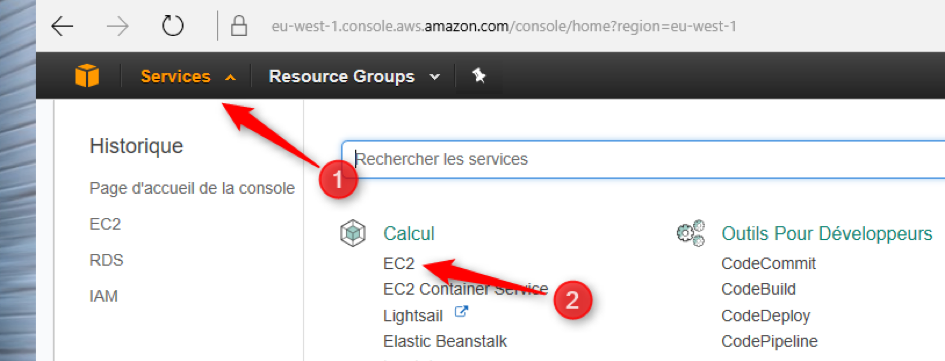 eu-west-1.console.aws.amazon.com/console/home?region=eu-west-1
Services
Resource Groups
Historique
Page d'accueil de la console
EC2
RDS
IAM
Rechercher les services
1
Calcul
EC2
EC2 Container Service
Lightsail
Elastic Beanstalk
2
Outils Pour Développeurs
CodeCommit
CodeBuild
CodeDeploy
CodePipeline